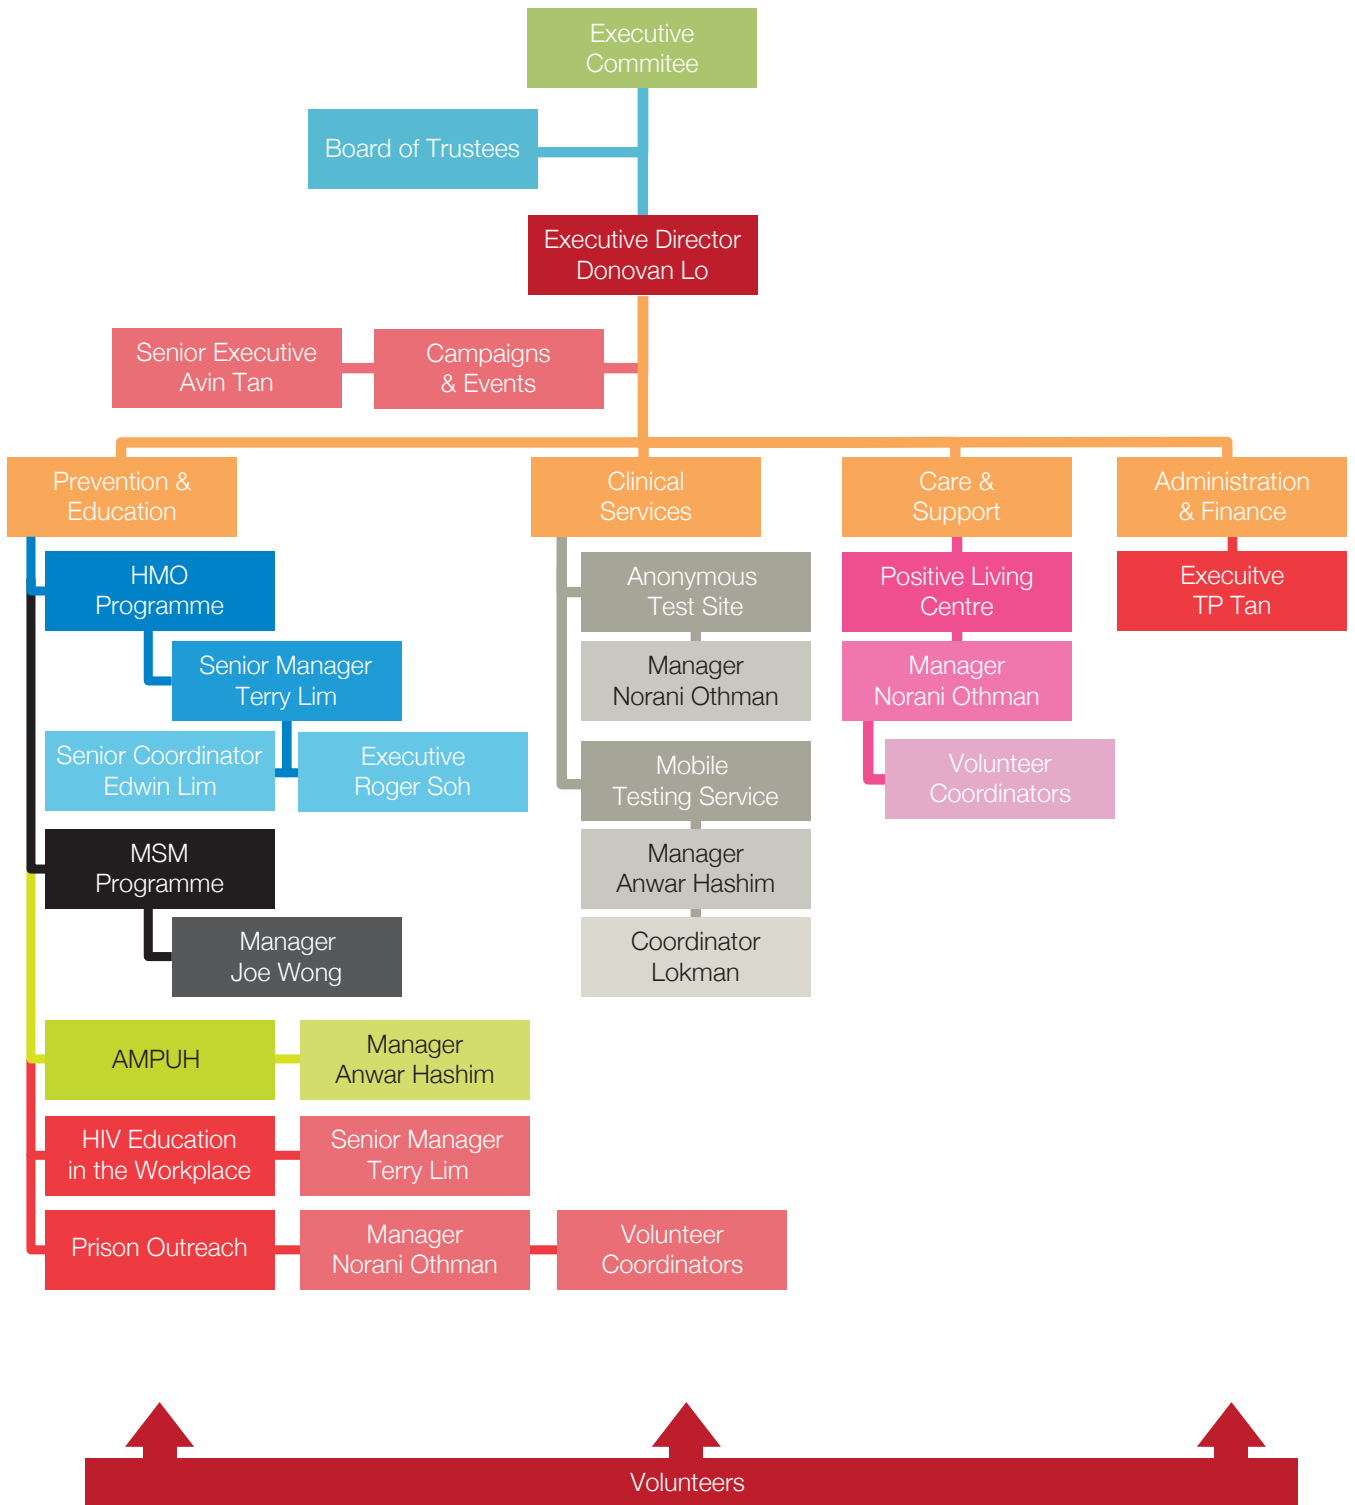 Executive
Commitee
Board of Trustees
Executive Director
Donovan Lo
Senior Executive
Avin Tan
Campaigns
& Events
Prevention &
Education
Clinical
Services
Care &
Support
Administration
& Finance
HMO
Programme
Senior Manager
Terry Lim
Senior Coordinator
Edwin Lim
Executive
Roger Soh
MSM
Programme
Manager
Joe Wong
AMPUH
Manager
Anwar Hashim
HIV Education
in the Workplace
Senior Manager
Terry Lim
Prison Outreach
Manager
Norani Othman
Volunteer
Coordinators
Anonymous
Test Site
Manager
Norani Othman
Mobile
Testing Service
Manager
Anwar Hashim
Coordinator
Lokman
Positive Living
Centre
Manager
Norani Othman
Volunteer
Coordinators
Execuitve
TP Tan
Volunteers